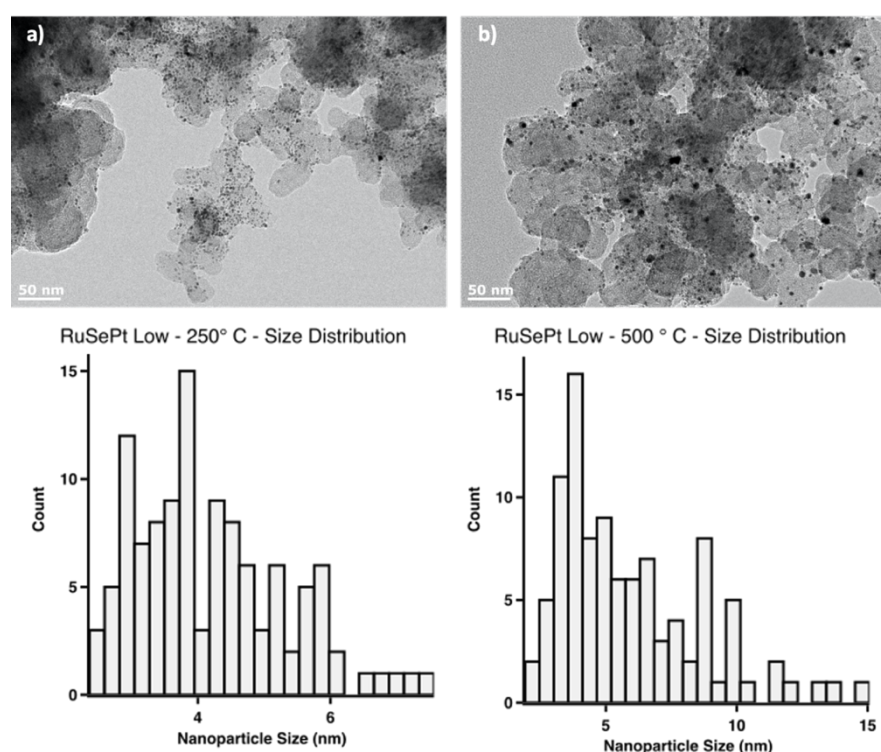 a)
50 nm
b)
50 nm
RuSePt Low - 250° C - Size Distribution
15
10
5
0
Count
4
6
Nanoparticle Size (nm)
RuSePt Low - 500 ° C - Size Distribution
15
10
5
0
Count
5
10
15
Nanoparticle Size (nm)